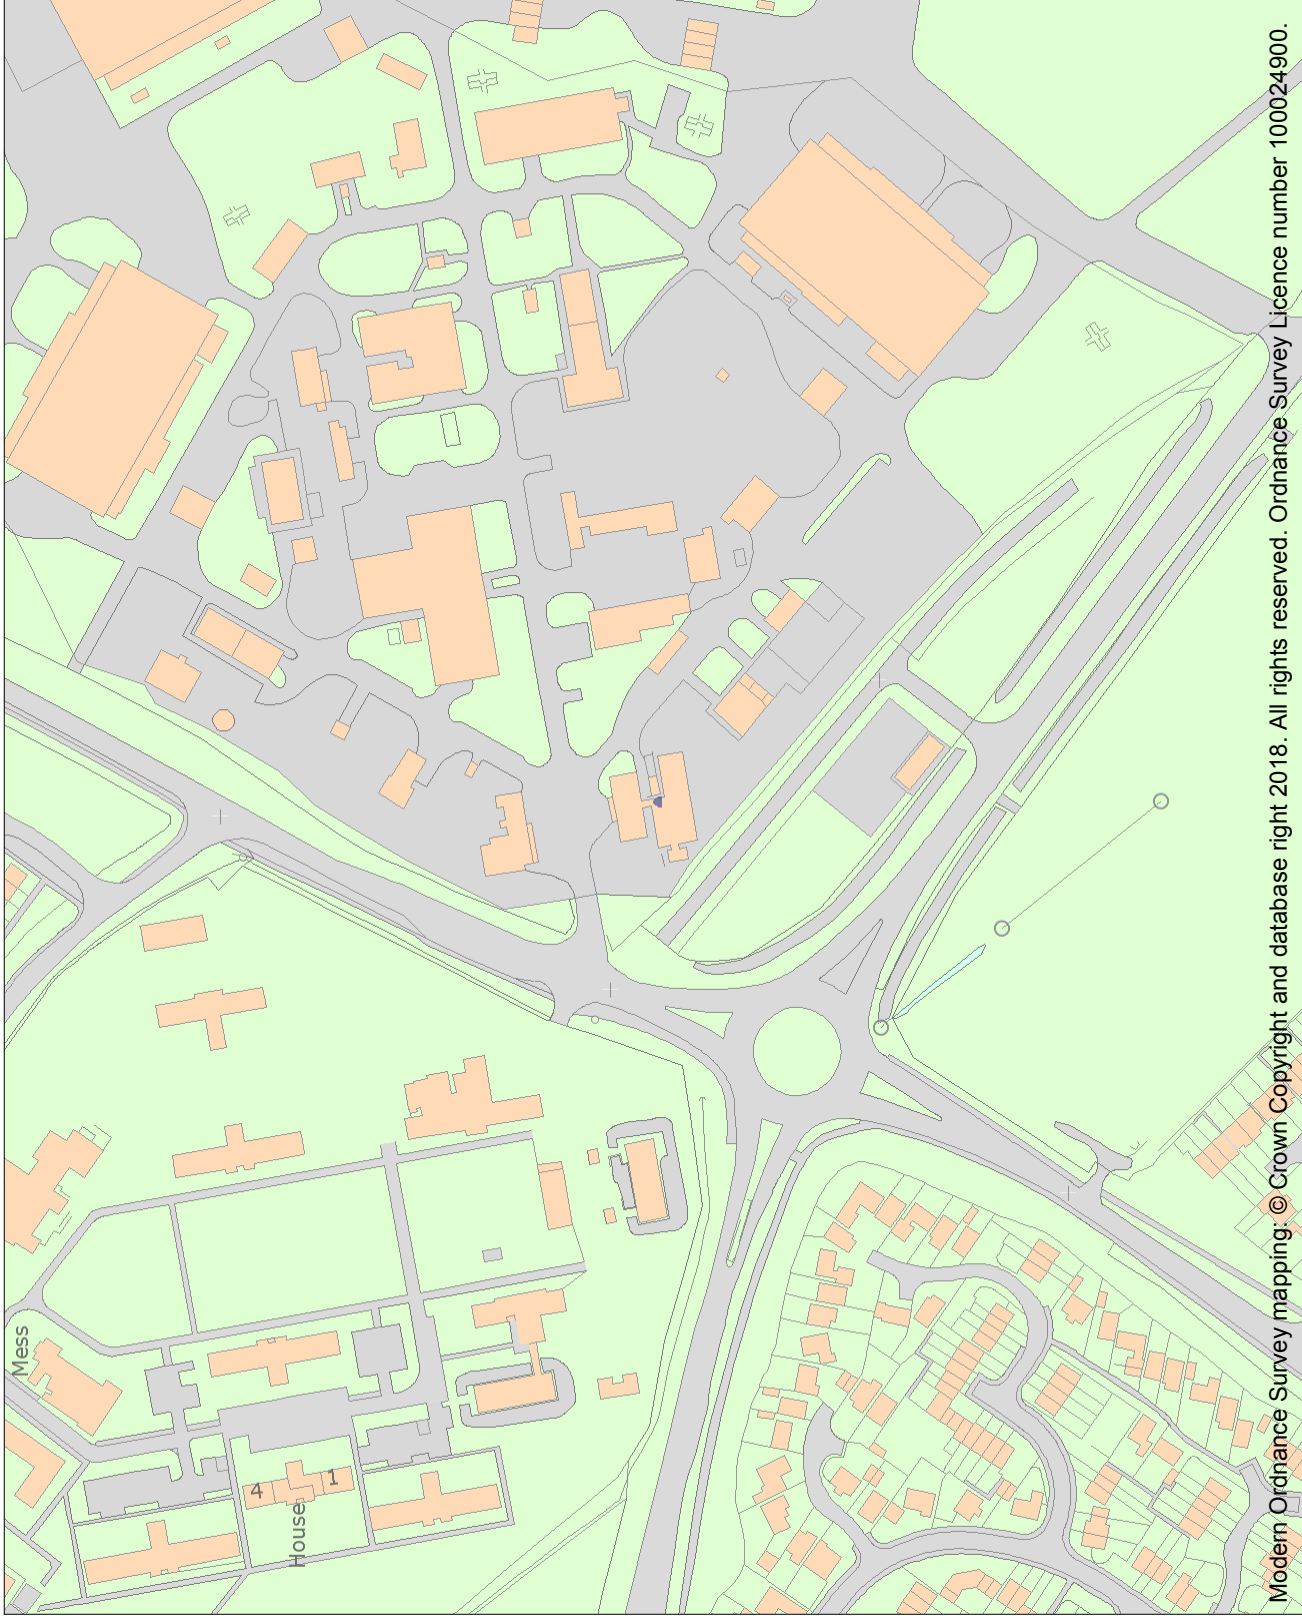 Mess
4
1
House
Modern Ordnance Survey mapping: © Crown Copyright and database right 2018. All rights reserved. Ordnance Survey Licence number 100024900.